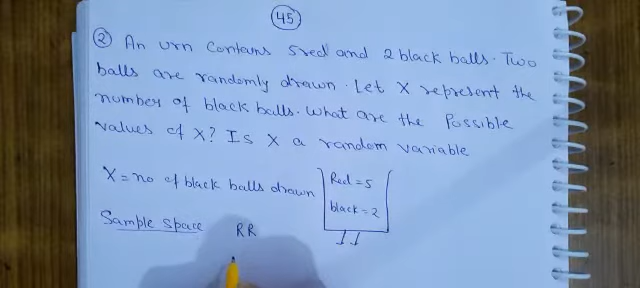 45
② An urn contains 5red and 2 black balls. Two
balls are randomly drawn. Let X represent the
number of black balls. What are the Possible
values of X? Is X a random variable
X = no of black balls drawn
Red = 5
black = 2
Sample space RR